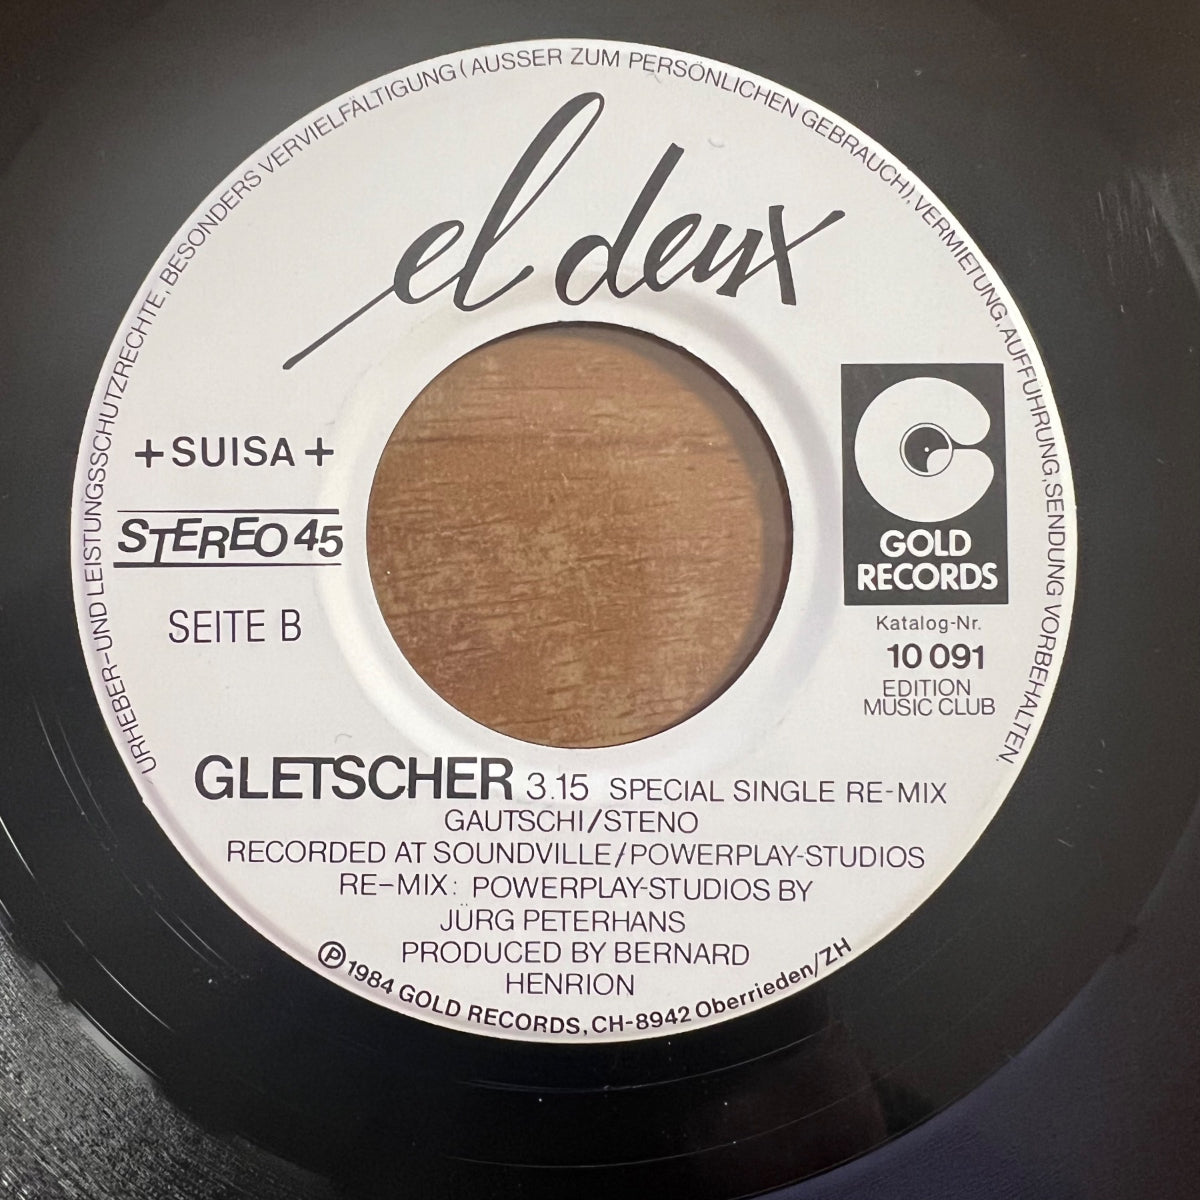 URHEBER-UND LEISTUNGSSCHUTZRECHTE, BESONDERS VERVIELFÄLTIGUNG (AUSSER ZUM PERSÖNLICHEN GEBRAUCH), VERMIETUNG, AUFFÜHRUNG, SENDUNG VORBEHALTEN.
el deux
+SUISA+
STEREO 45
SEITE B
GOLD
RECORDS
Katalog-Nr.
10 091
EDITION
MUSIC CLUB
GLETSCHER 3.15 SPECIAL SINGLE RE-MIX
GAUTSCHI/STENO
RECORDED AT SOUNDVILLE/POWERPLAY-STUDIOS
RE-MIX: POWERPLAY-STUDIOS BY
JÜRG PETERHANS
PRODUCED BY BERNARD
HENRION
℗ 1984 GOLD RECORDS, CH-8942 Oberrieden/ZH